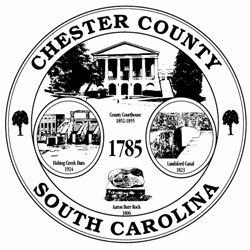 CHESTER COUNTY
County Courthouse
1852-1855
1785
Fishing Creek Dam
1924
Landsford Canal
1823
Aaron Burr Rock
1806
SOUTH CAROLINA